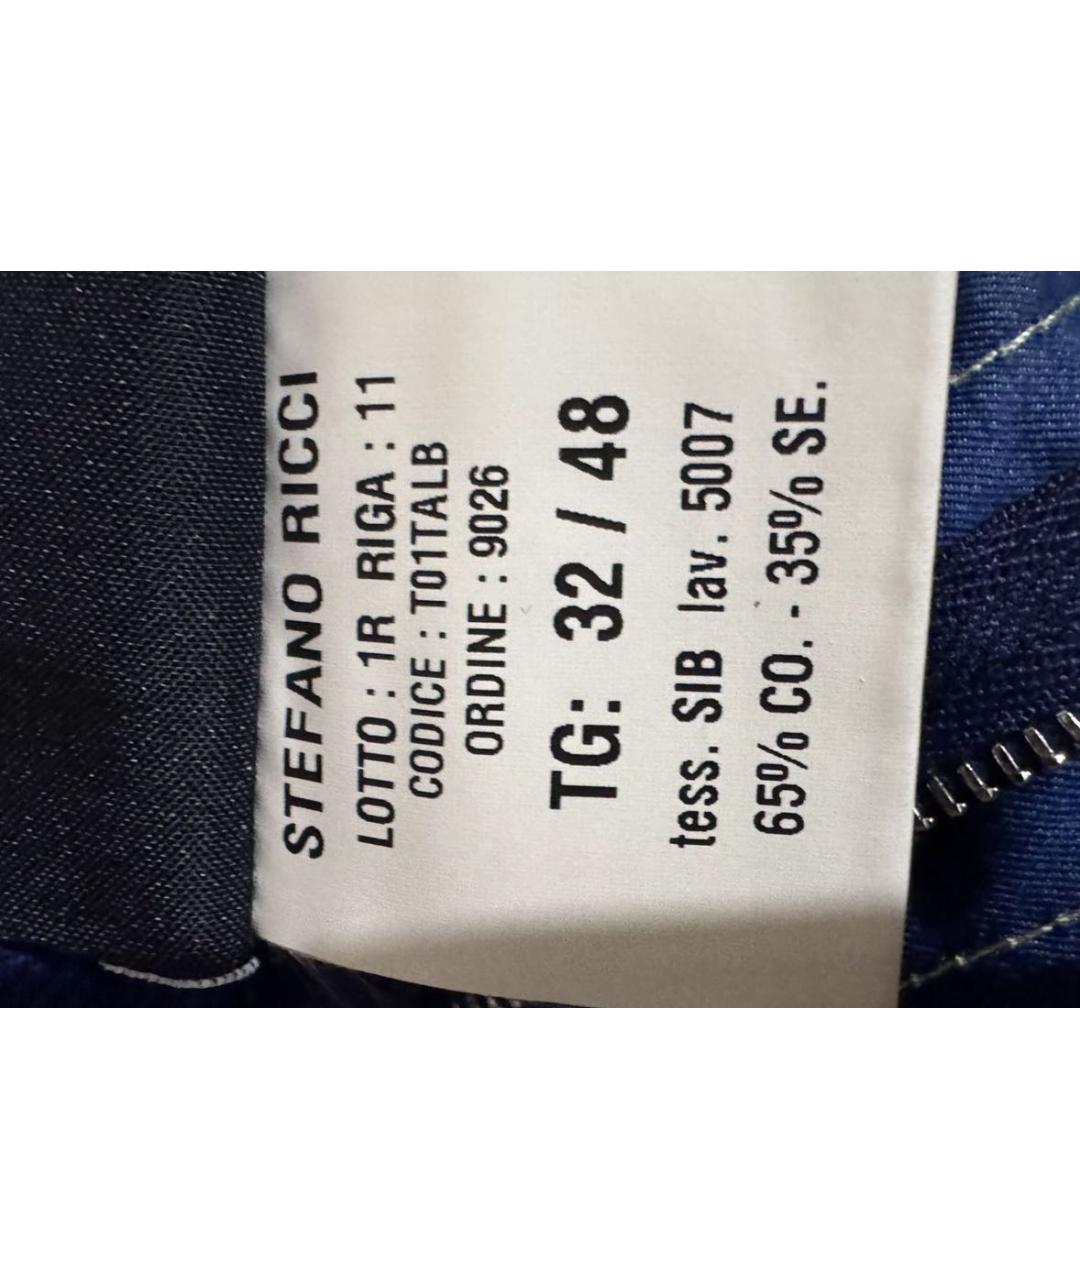 STEFANO RICCI
LOTTO : 1R RIGA : 11
CODICE : T01TALB
ORDINE : 9026
TG: 32 / 48
tess. SIB lav. 5007
65% CO. - 35% SE.